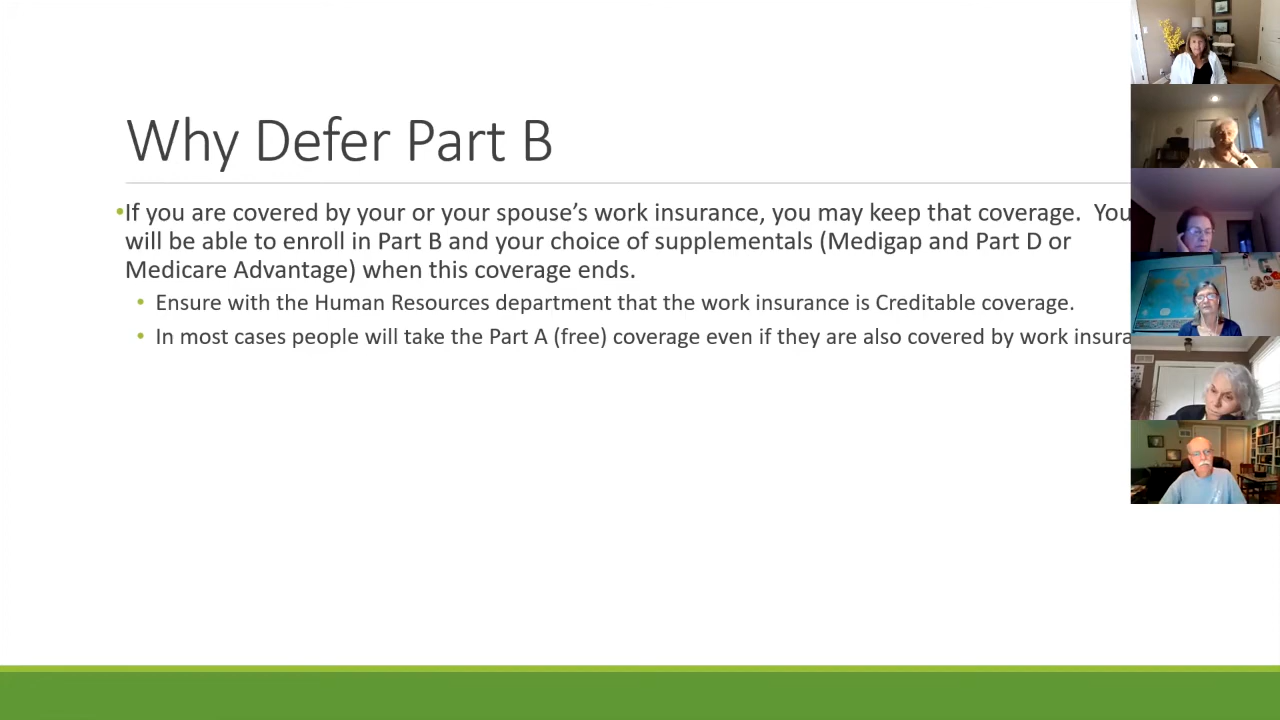 Why Defer Part B
•If you are covered by your or your spouse’s work insurance, you may keep that coverage.  You
will be able to enroll in Part B and your choice of supplementals (Medigap and Part D or
Medicare Advantage) when this coverage ends.
• Ensure with the Human Resources department that the work insurance is Creditable coverage.
• In most cases people will take the Part A (free) coverage even if they are also covered by work insura